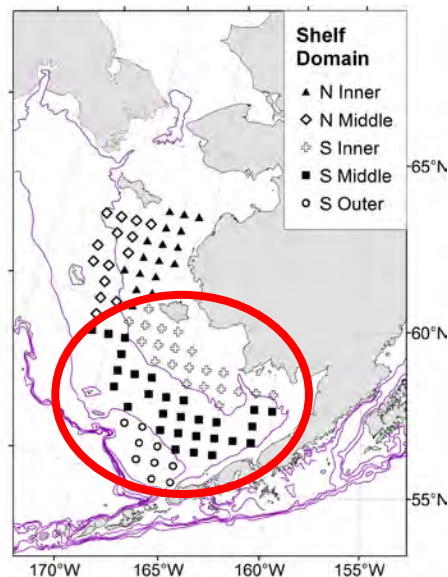 Shelf
Domain
N Inner
N Middle
S Inner
S Middle
S Outer
65°N
60°N
55°N
170°W
165°W
160°W
155°W